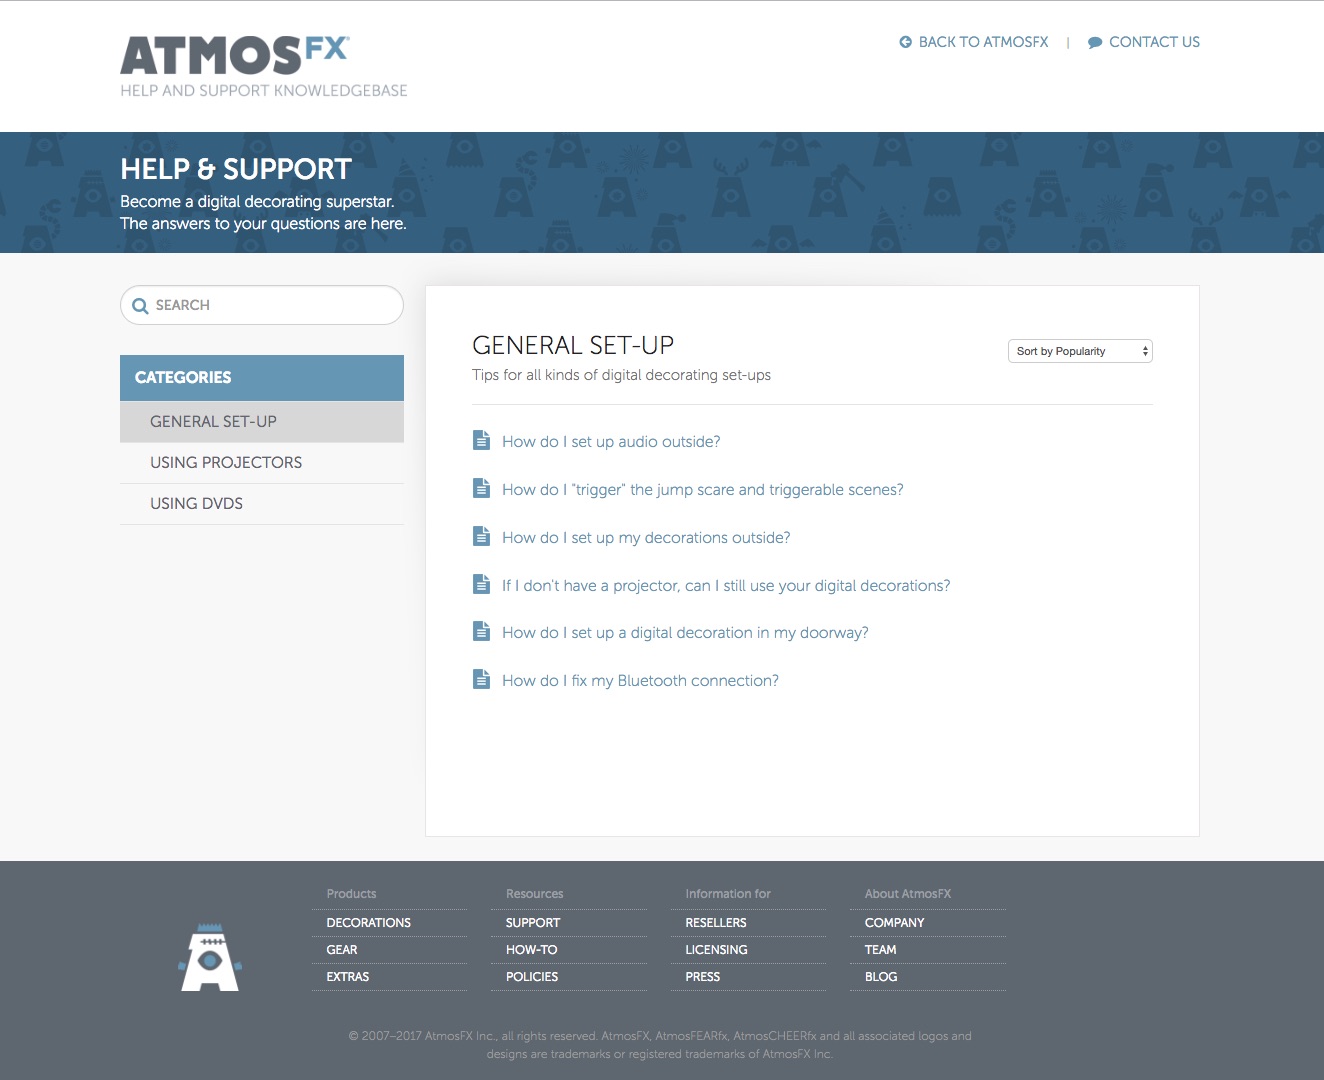 ATMOSFX
HELP AND SUPPORT KNOWLEDGEBASE
BACK TO ATMOSFX | CONTACT US
HELP & SUPPORT
Become a digital decorating superstar.
The answers to your questions are here.
SEARCH
CATEGORIES
GENERAL SET-UP
USING PROJECTORS
USING DVDS
GENERAL SET-UP
Sort by Popularity
Tips for all kinds of digital decorating set-ups
How do I set up audio outside?
How do I "trigger" the jump scare and triggerable scenes?
How do I set up my decorations outside?
If I don't have a projector, can I still use your digital decorations?
How do I set up a digital decoration in my doorway?
How do I fix my Bluetooth connection?
Products
DECORATIONS
GEAR
EXTRAS
Resources
SUPPORT
HOW-TO
POLICIES
Information for
RESELLERS
LICENSING
PRESS
About AtmosFX
COMPANY
TEAM
BLOG
© 2007–2017 AtmosFX Inc., all rights reserved. AtmosFX, AtmosFEARfx, AtmosCHEERfx and all associated logos and
designs are trademarks or registered trademarks of AtmosFX Inc.